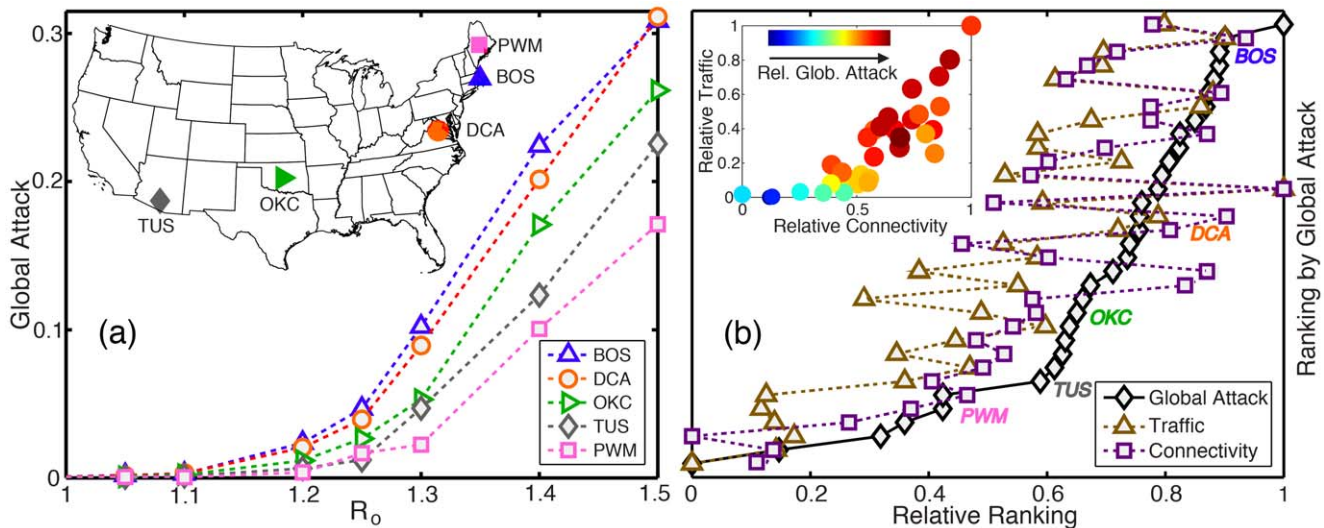 0.3
0.2
0.1
0
Global Attack
1
1.1
1.2
1.3
1.4
1.5
R₀
(a)
PWM
BOS
DCA
OKC
TUS
BOS
DCA
OKC
TUS
PWM
1
0.8
0.6
0.4
0.2
0
Relative Traffic
Rel. Glob. Attack
0
0.5
1
Relative Connectivity
(b)
BOS
DCA
OKC
TUS
PWM
Global Attack
Traffic
Connectivity
0
0.2
0.4
0.6
0.8
1
Relative Ranking
Ranking by Global Attack